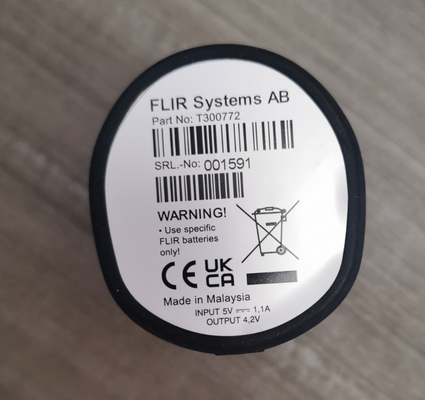 FLIR Systems AB
Part No: T300772
SRL.-No: 001591
WARNING!
• Use specific
FLIR batteries
only!
CE UK
CA
Made in Malaysia
INPUT 5V ⎓ 1,1A
OUTPUT 4,2V